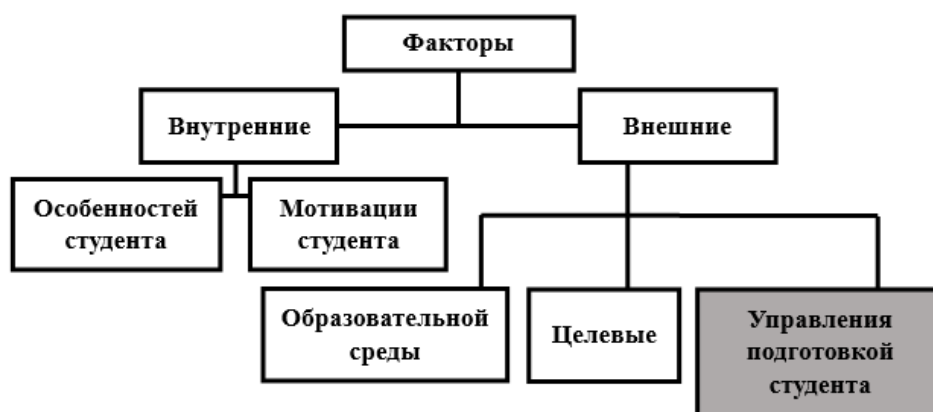 Факторы
Внутренние
Внешние
Особенностей
студента
Мотивации
студента
Образовательной
среды
Целевые
Управления
подготовкой
студента